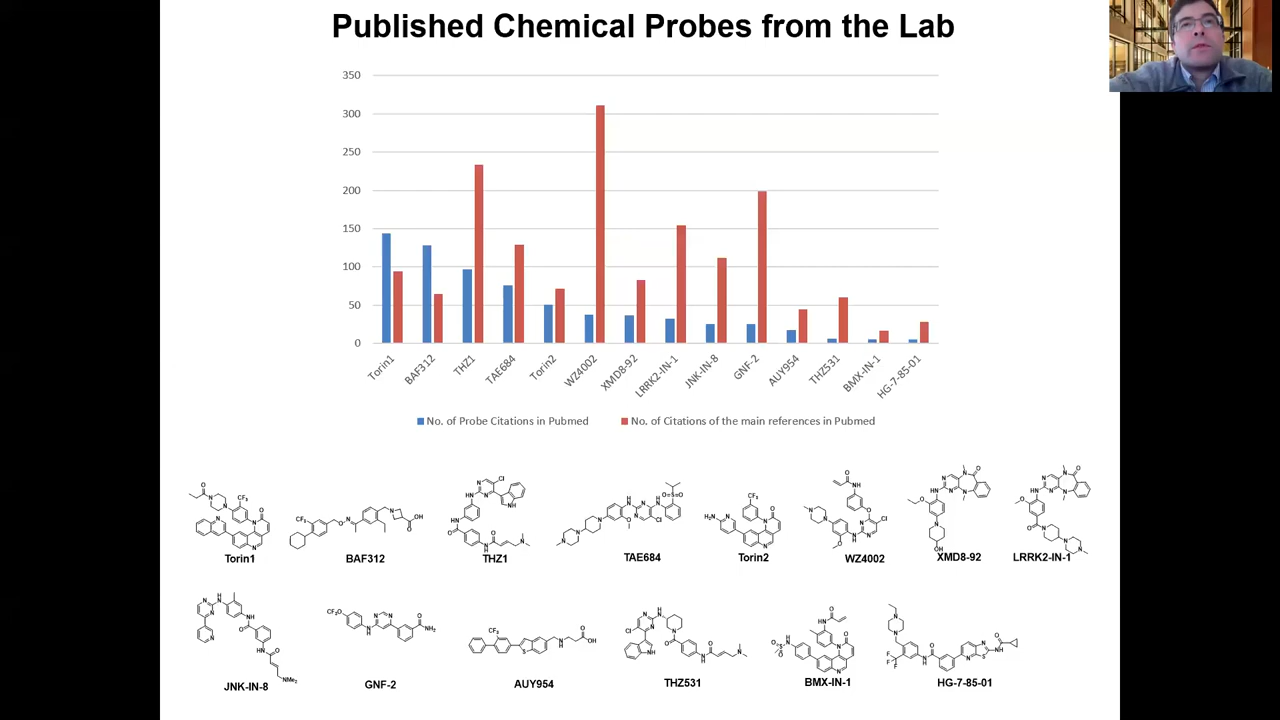 Published Chemical Probes from the Lab
350
300
250
200
150
100
50
0
Torin1
BAF312
THZ1
TAE684
Torin2
WZ4002
XMD8-92
LRRK2-IN-1
JNK-IN-8
GNF-2
AUY954
THZ531
BMX-IN-1
HG-7-85-01
No. of Probe Citations in Pubmed
No. of Citations of the main references in Pubmed
Torin1
BAF312
THZ1
TAE684
Torin2
WZ4002
XMD8-92
LRRK2-IN-1
JNK-IN-8
GNF-2
AUY954
THZ531
BMX-IN-1
HG-7-85-01